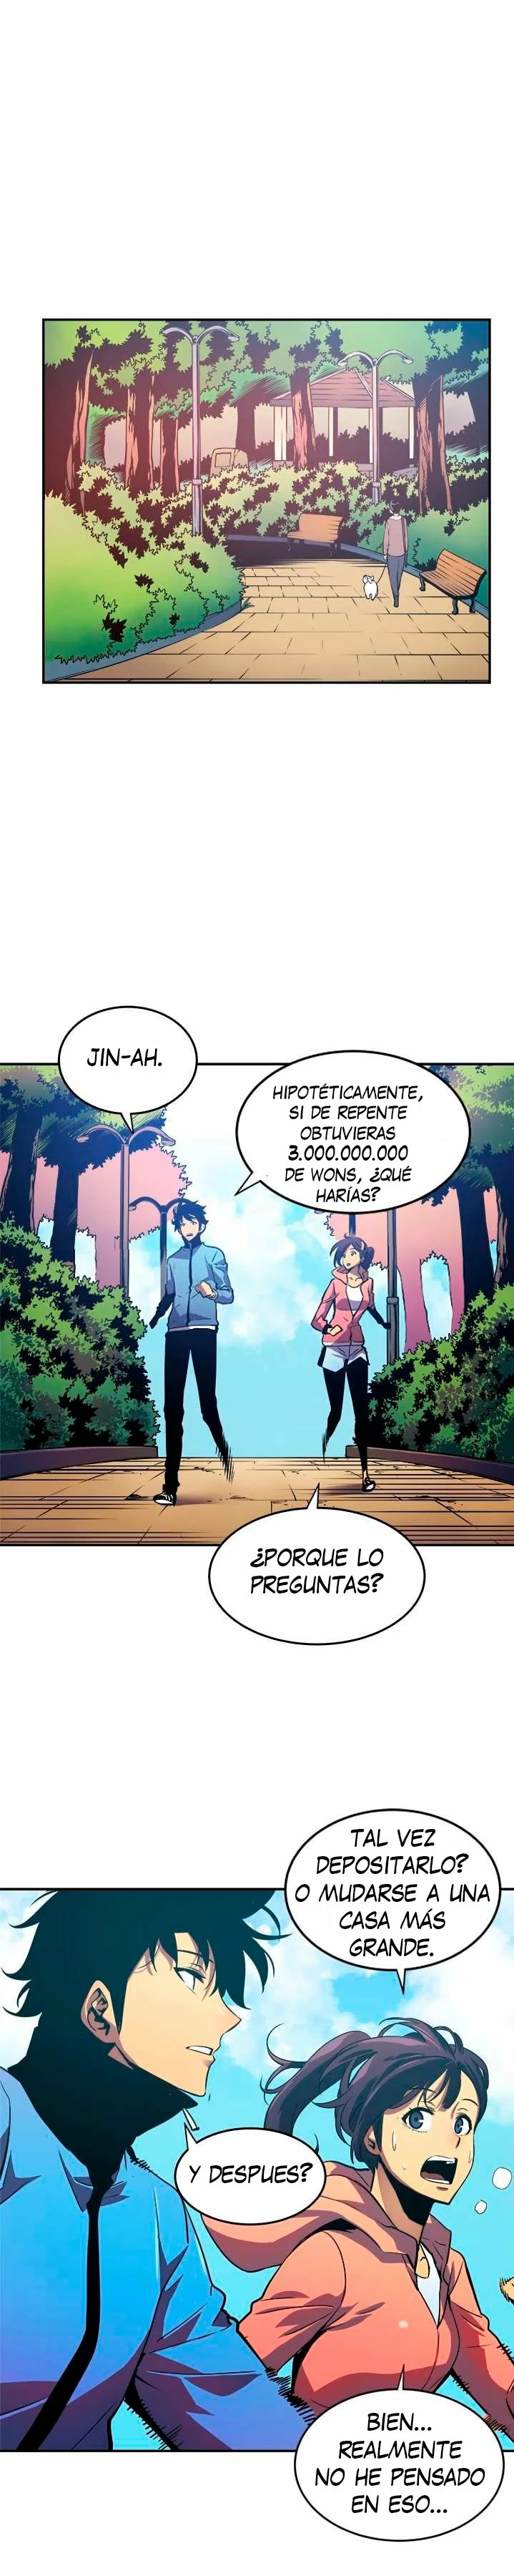 JIN-AH.
HIPOTÉTICAMENTE,
SI DE REPENTE
OBTUVIERAS
3.000.000.000
DE WONS, ¿QUÉ
HARÍAS?
¿PORQUE LO
PREGUNTAS?
TAL VEZ
DEPOSITARLO?
O MUDARSE A UNA
CASA MÁS
GRANDE.
Y DESPUES?
BIEN...
REALMENTE
NO HE PENSADO
EN ESO...